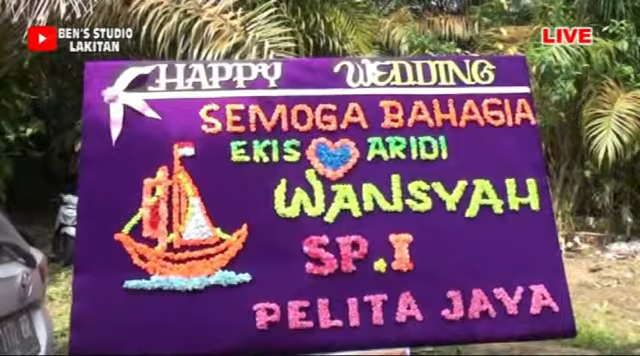 BEN'S STUDIO
LAKITAN
LIVE
HAPPY WEDDING
SEMOGA BAHAGIA
EKIS ARIDI
WANSYAH
SP.I
PELITA JAYA